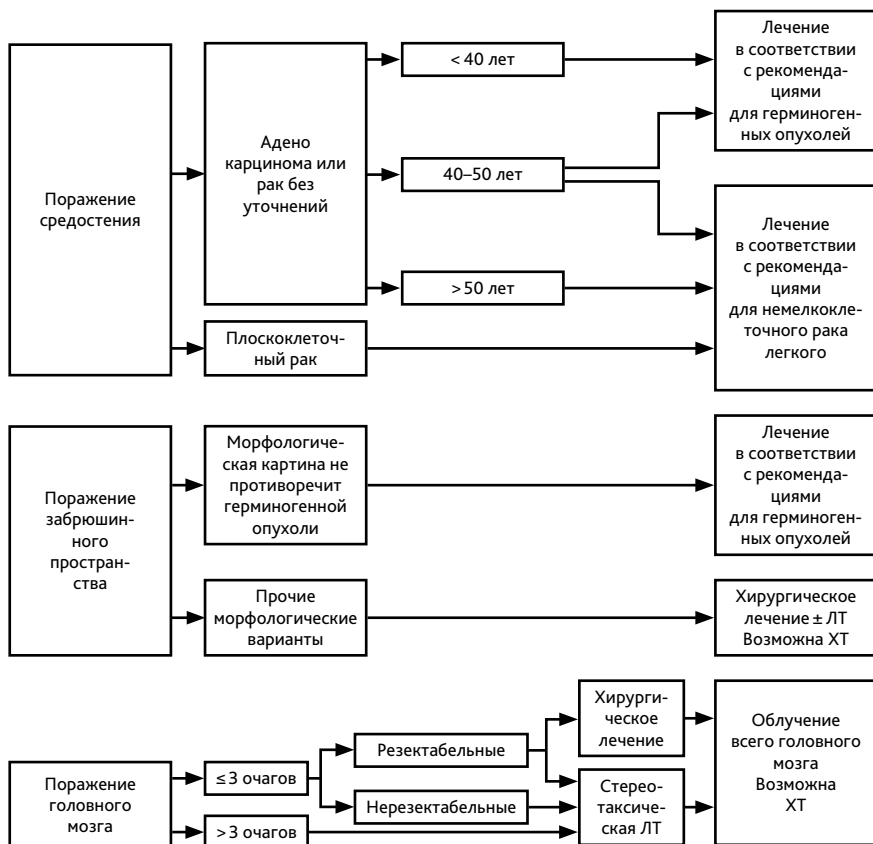 Поражение
средостения
Адено
карцинома или
рак без
уточнений
< 40 лет
40–50 лет
> 50 лет
Плоскоклеточ-
ный рак
Лечение
в соответствии
с рекоменда-
циями
для герминоген-
ных опухолей
Лечение
в соответствии
с рекоменда-
циями
для немелкокле-
точного рака
легкого
Поражение
забрюшин-
ного
простран-
ства
Морфологиче-
ская картина не
противоречит
герминогенной
опухоли
Лечение
в соответствии
с рекоменда-
циями
для герминоген-
ных опухолей
Прочие
морфологические
варианты
Хирургическое
лечение ± ЛТ
Возможна ХТ
Поражение
головного
мозга
≤ 3 очагов
> 3 очагов
Резектабельные
Нерезектабельные
Хирурги-
ческое
лечение
Стерео-
таксиче-
ская ЛТ
Облучение
всего головного
мозга
Возможна
ХТ